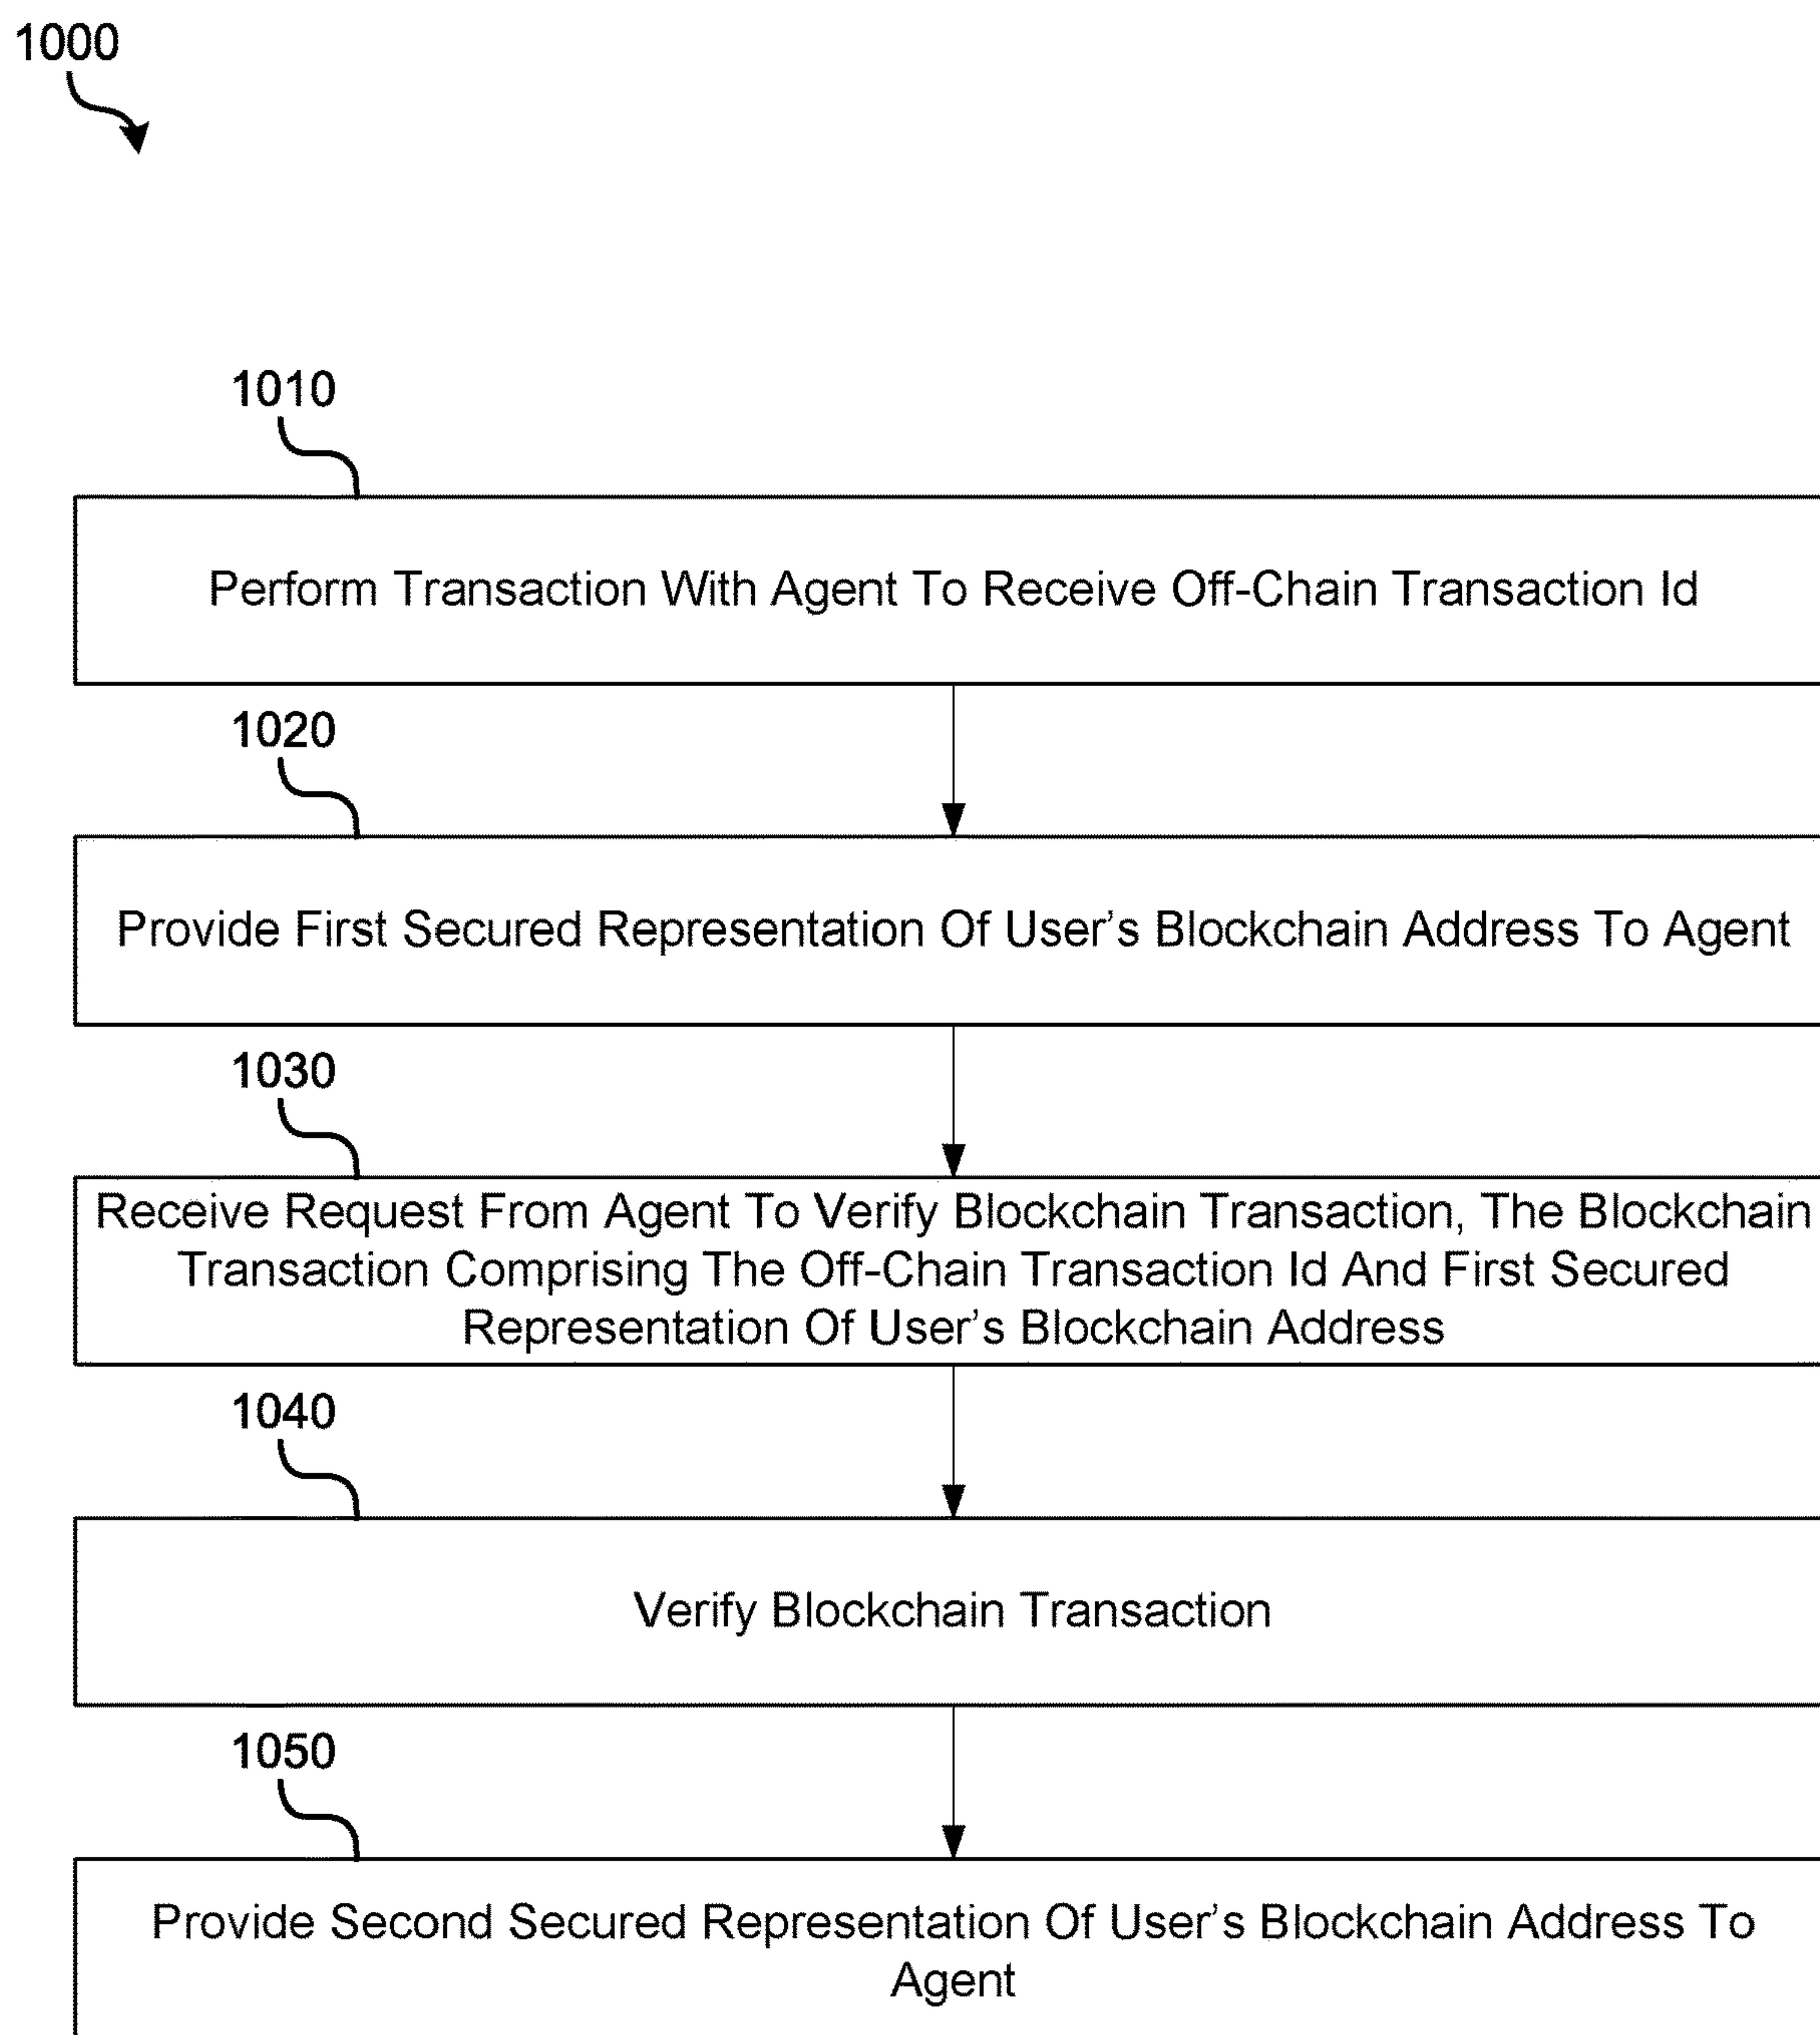 1000
1010
Perform Transaction With Agent To Receive Off-Chain Transaction Id
1020
Provide First Secured Representation Of User's Blockchain Address To Agent
1030
Receive Request From Agent To Verify Blockchain Transaction, The Blockchain
Transaction Comprising The Off-Chain Transaction Id And First Secured
Representation Of User's Blockchain Address
1040
Verify Blockchain Transaction
1050
Provide Second Secured Representation Of User's Blockchain Address To
Agent